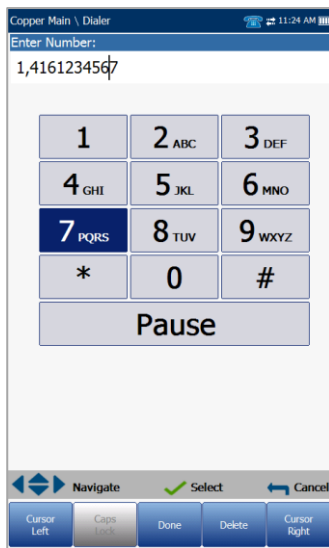 Copper Main \ Dialer 11:24 AM
Enter Number:
1,4161234567
1 2 ABC 3 DEF
4 GHI 5 JKL 6 MNO
7 PQRS 8 TUV 9 WXYZ
* 0 #
Pause
Navigate Select Cancel
Cursor Left Caps Lock Done Delete Cursor Right